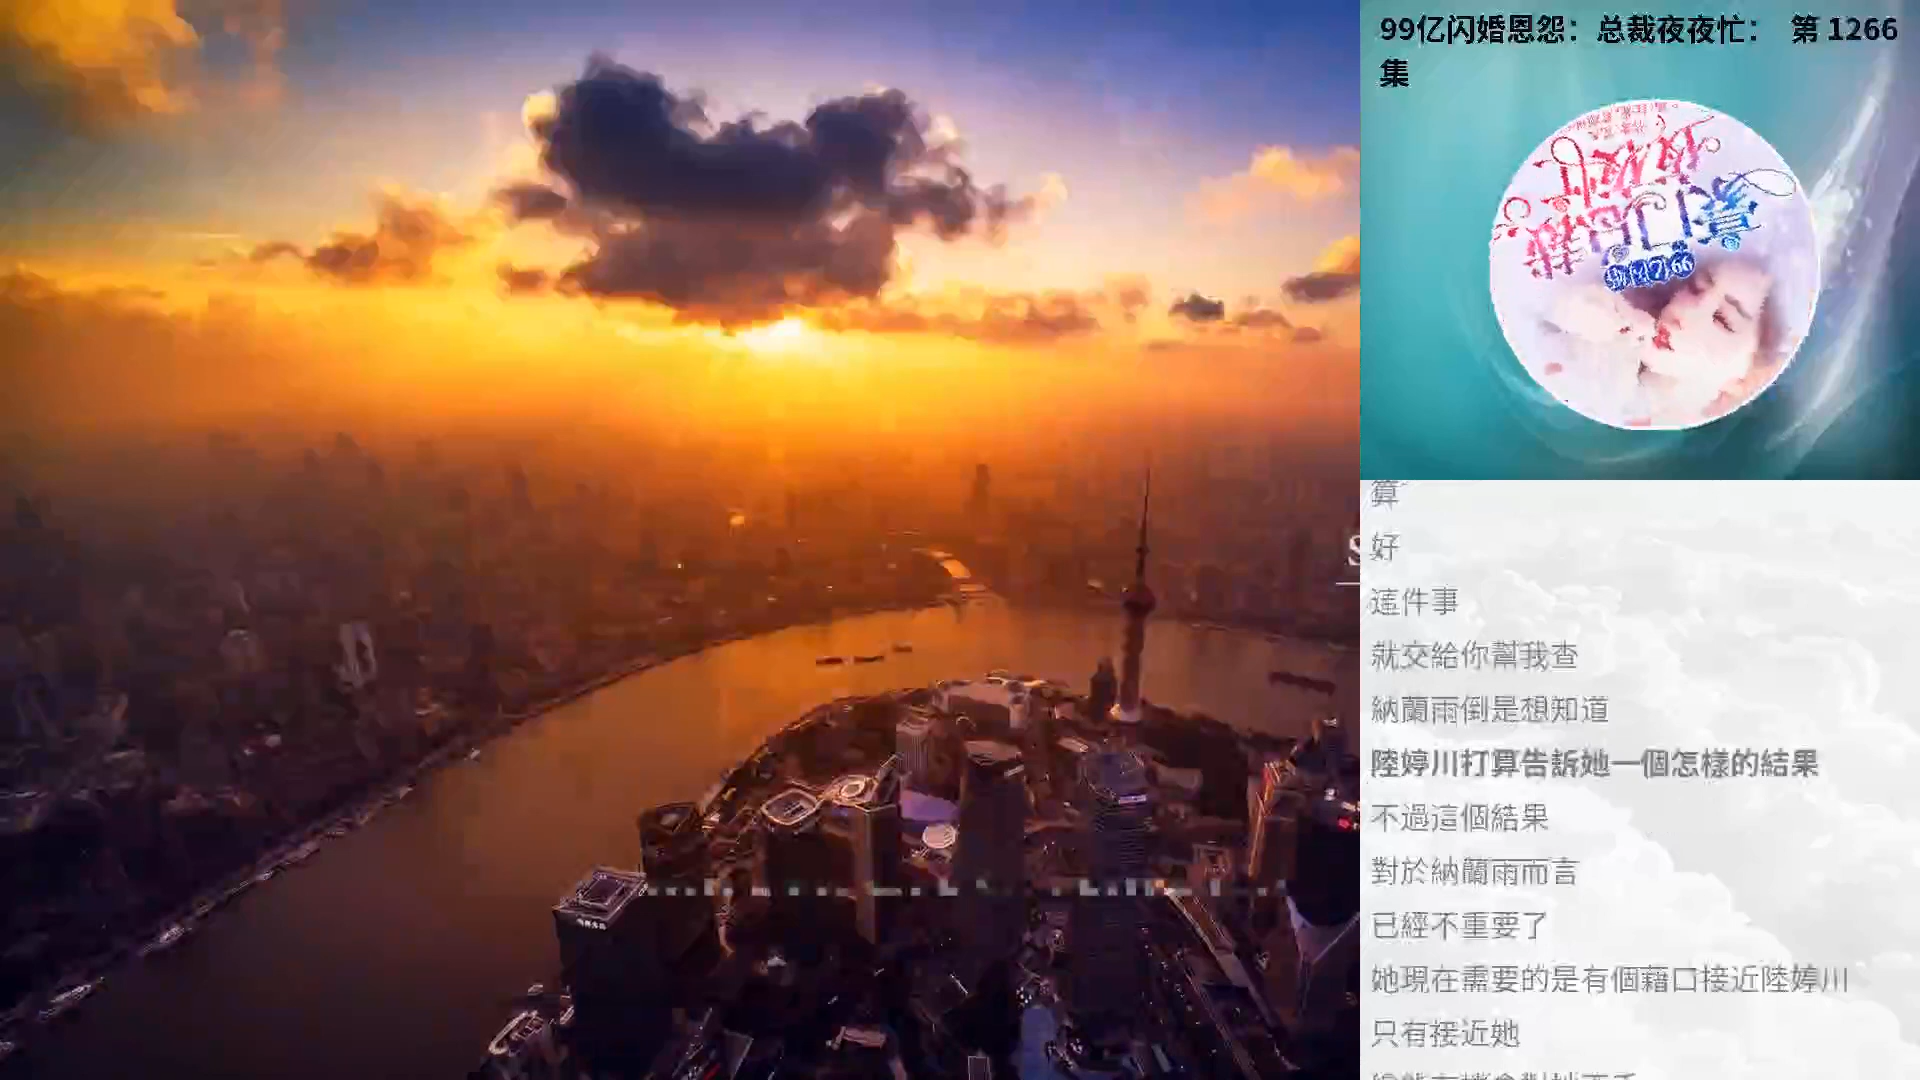 99亿闪婚恩怨：总裁夜夜忙： 第 1266
集
算
好
這件事
就交給你幫我查
納蘭雨倒是想知道
陸婷川打算告訴她一個怎樣的結果
不過這個結果
對於納蘭雨而言
已經不重要了
她現在需要的是有個藉口接近陸婷川
只有接近她